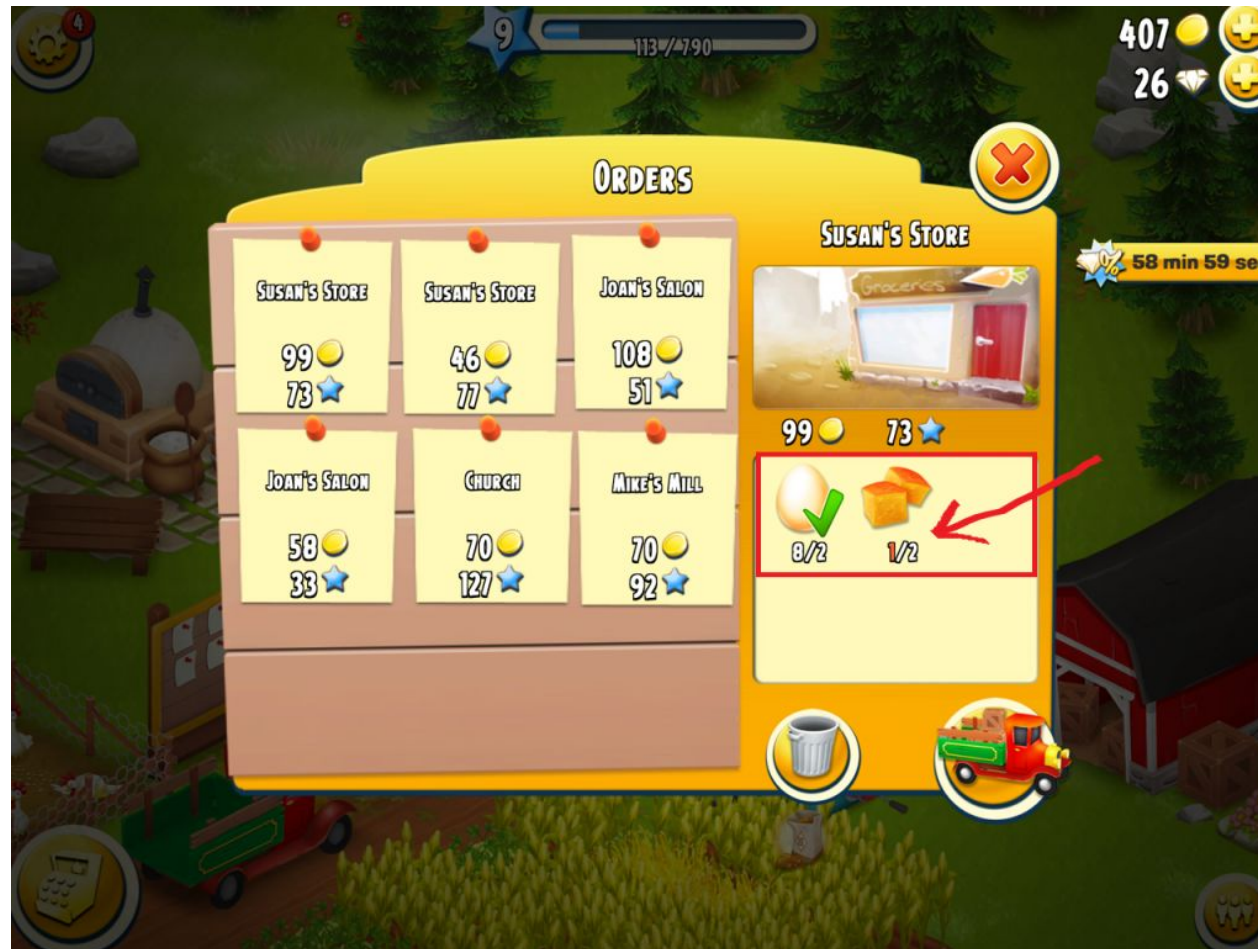 4
9
113 / 790
407
26
ORDERS
SUSAN'S STORE
99
73
SUSAN'S STORE
46
77
JOAN'S SALON
108
51
JOAN'S SALON
58
33
CHURCH
70
127
MIKE'S MILL
70
92
SUSAN'S STORE
Groceries
99 73
8/2 1/2
% 58 min 59 se